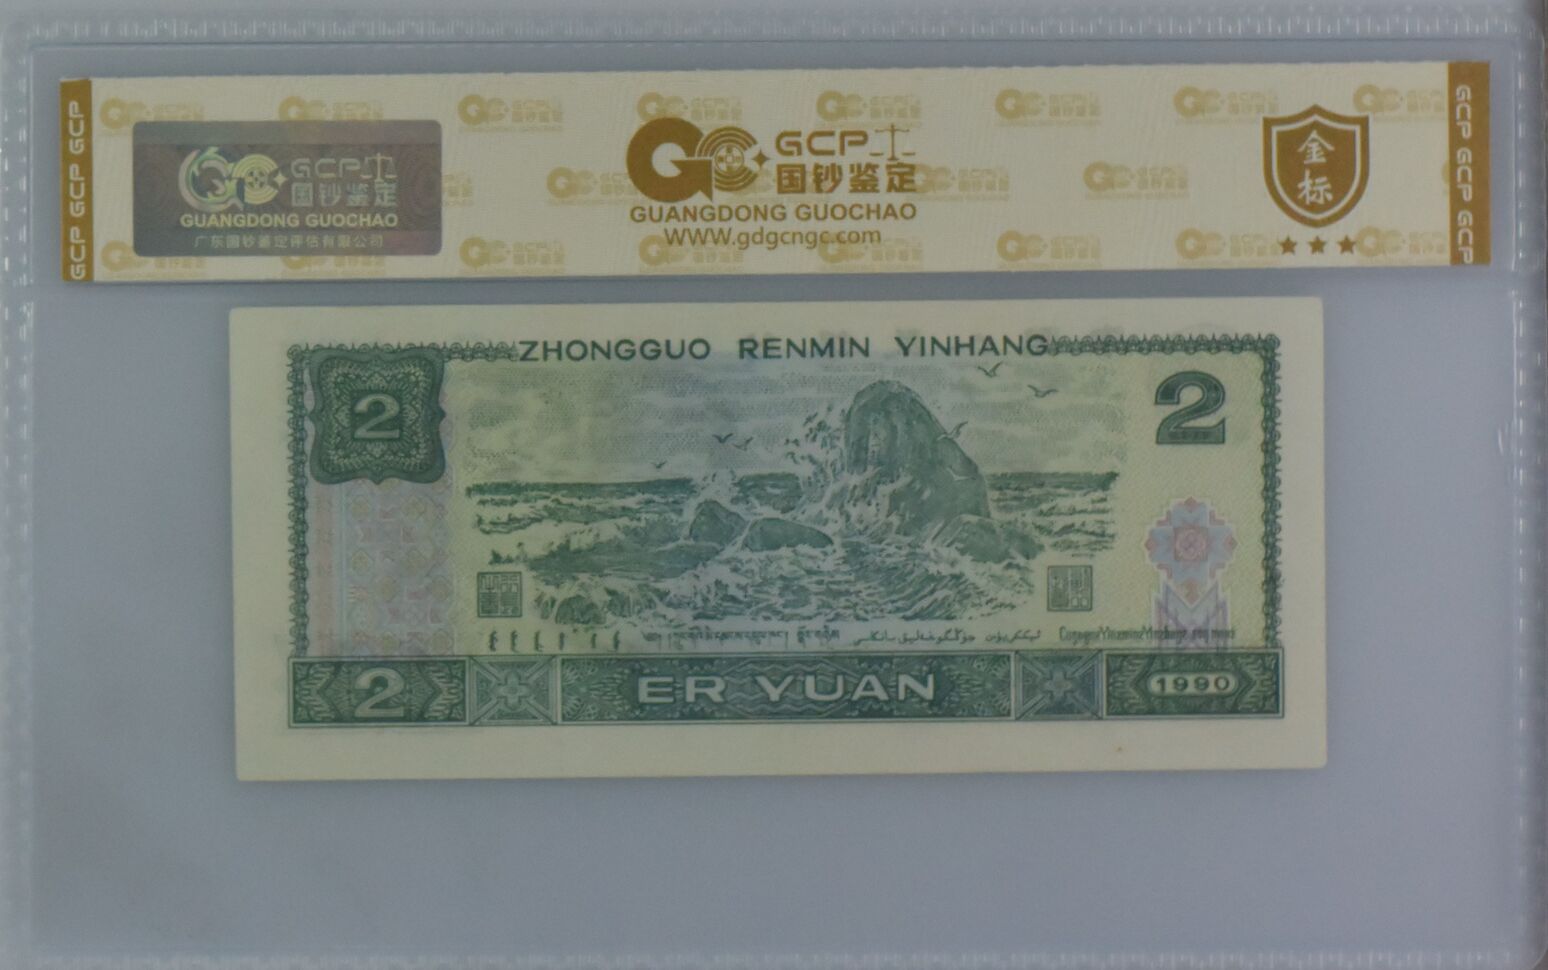 GCP GCP GCP
GCP
国钞鉴定
GUANGDONG GUOCHAO
广东国钞鉴定评估有限公司
GCP
国钞鉴定
GUANGDONG GUOCHAO
WWW.gdgcngc.com
金标
GCP GCP GCP
ZHONGGUO RENMIN YINHANG
2
2
2
ER YUAN
1990